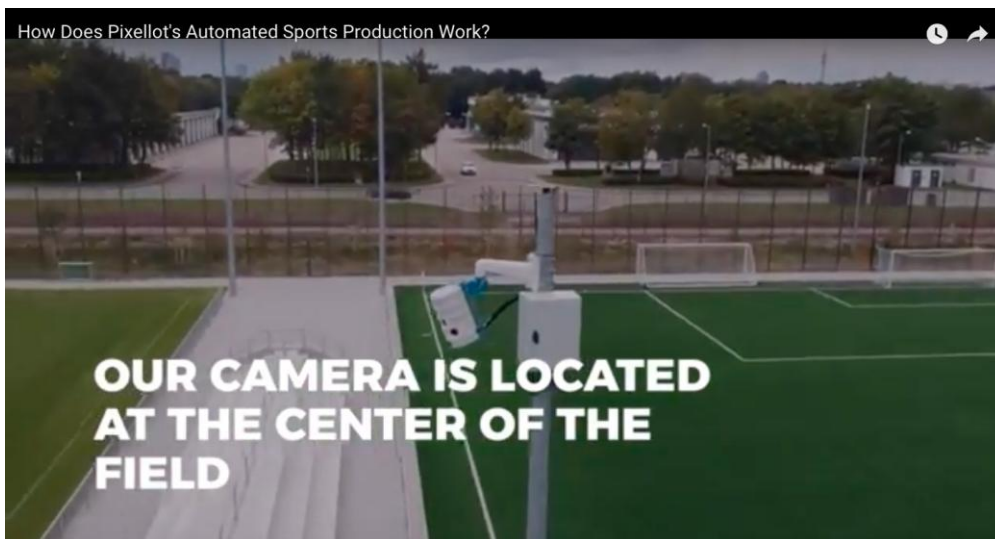 How Does Pixellot's Automated Sports Production Work?
OUR CAMERA IS LOCATED
AT THE CENTER OF THE
FIELD